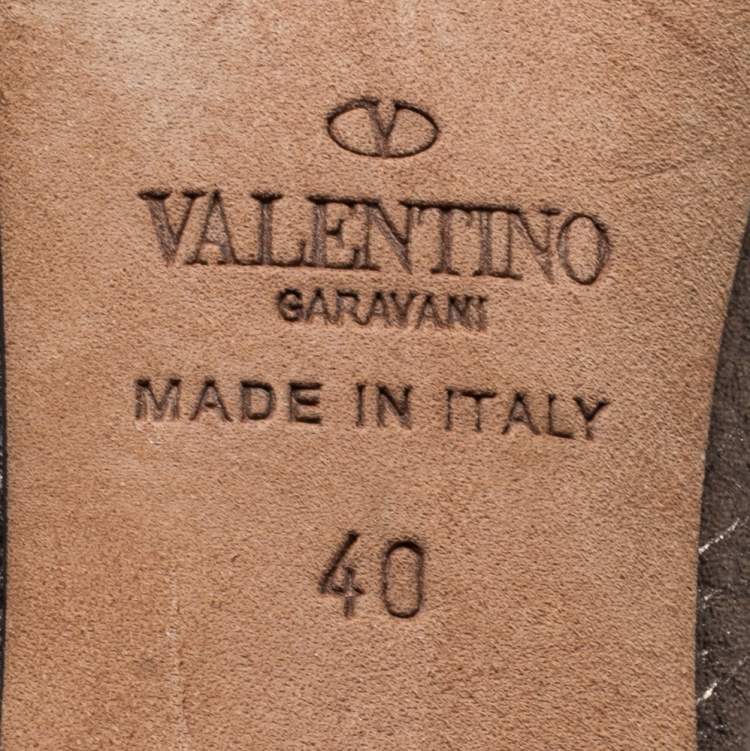 V
VALENTINO
GARAVANI
MADE IN ITALY
40